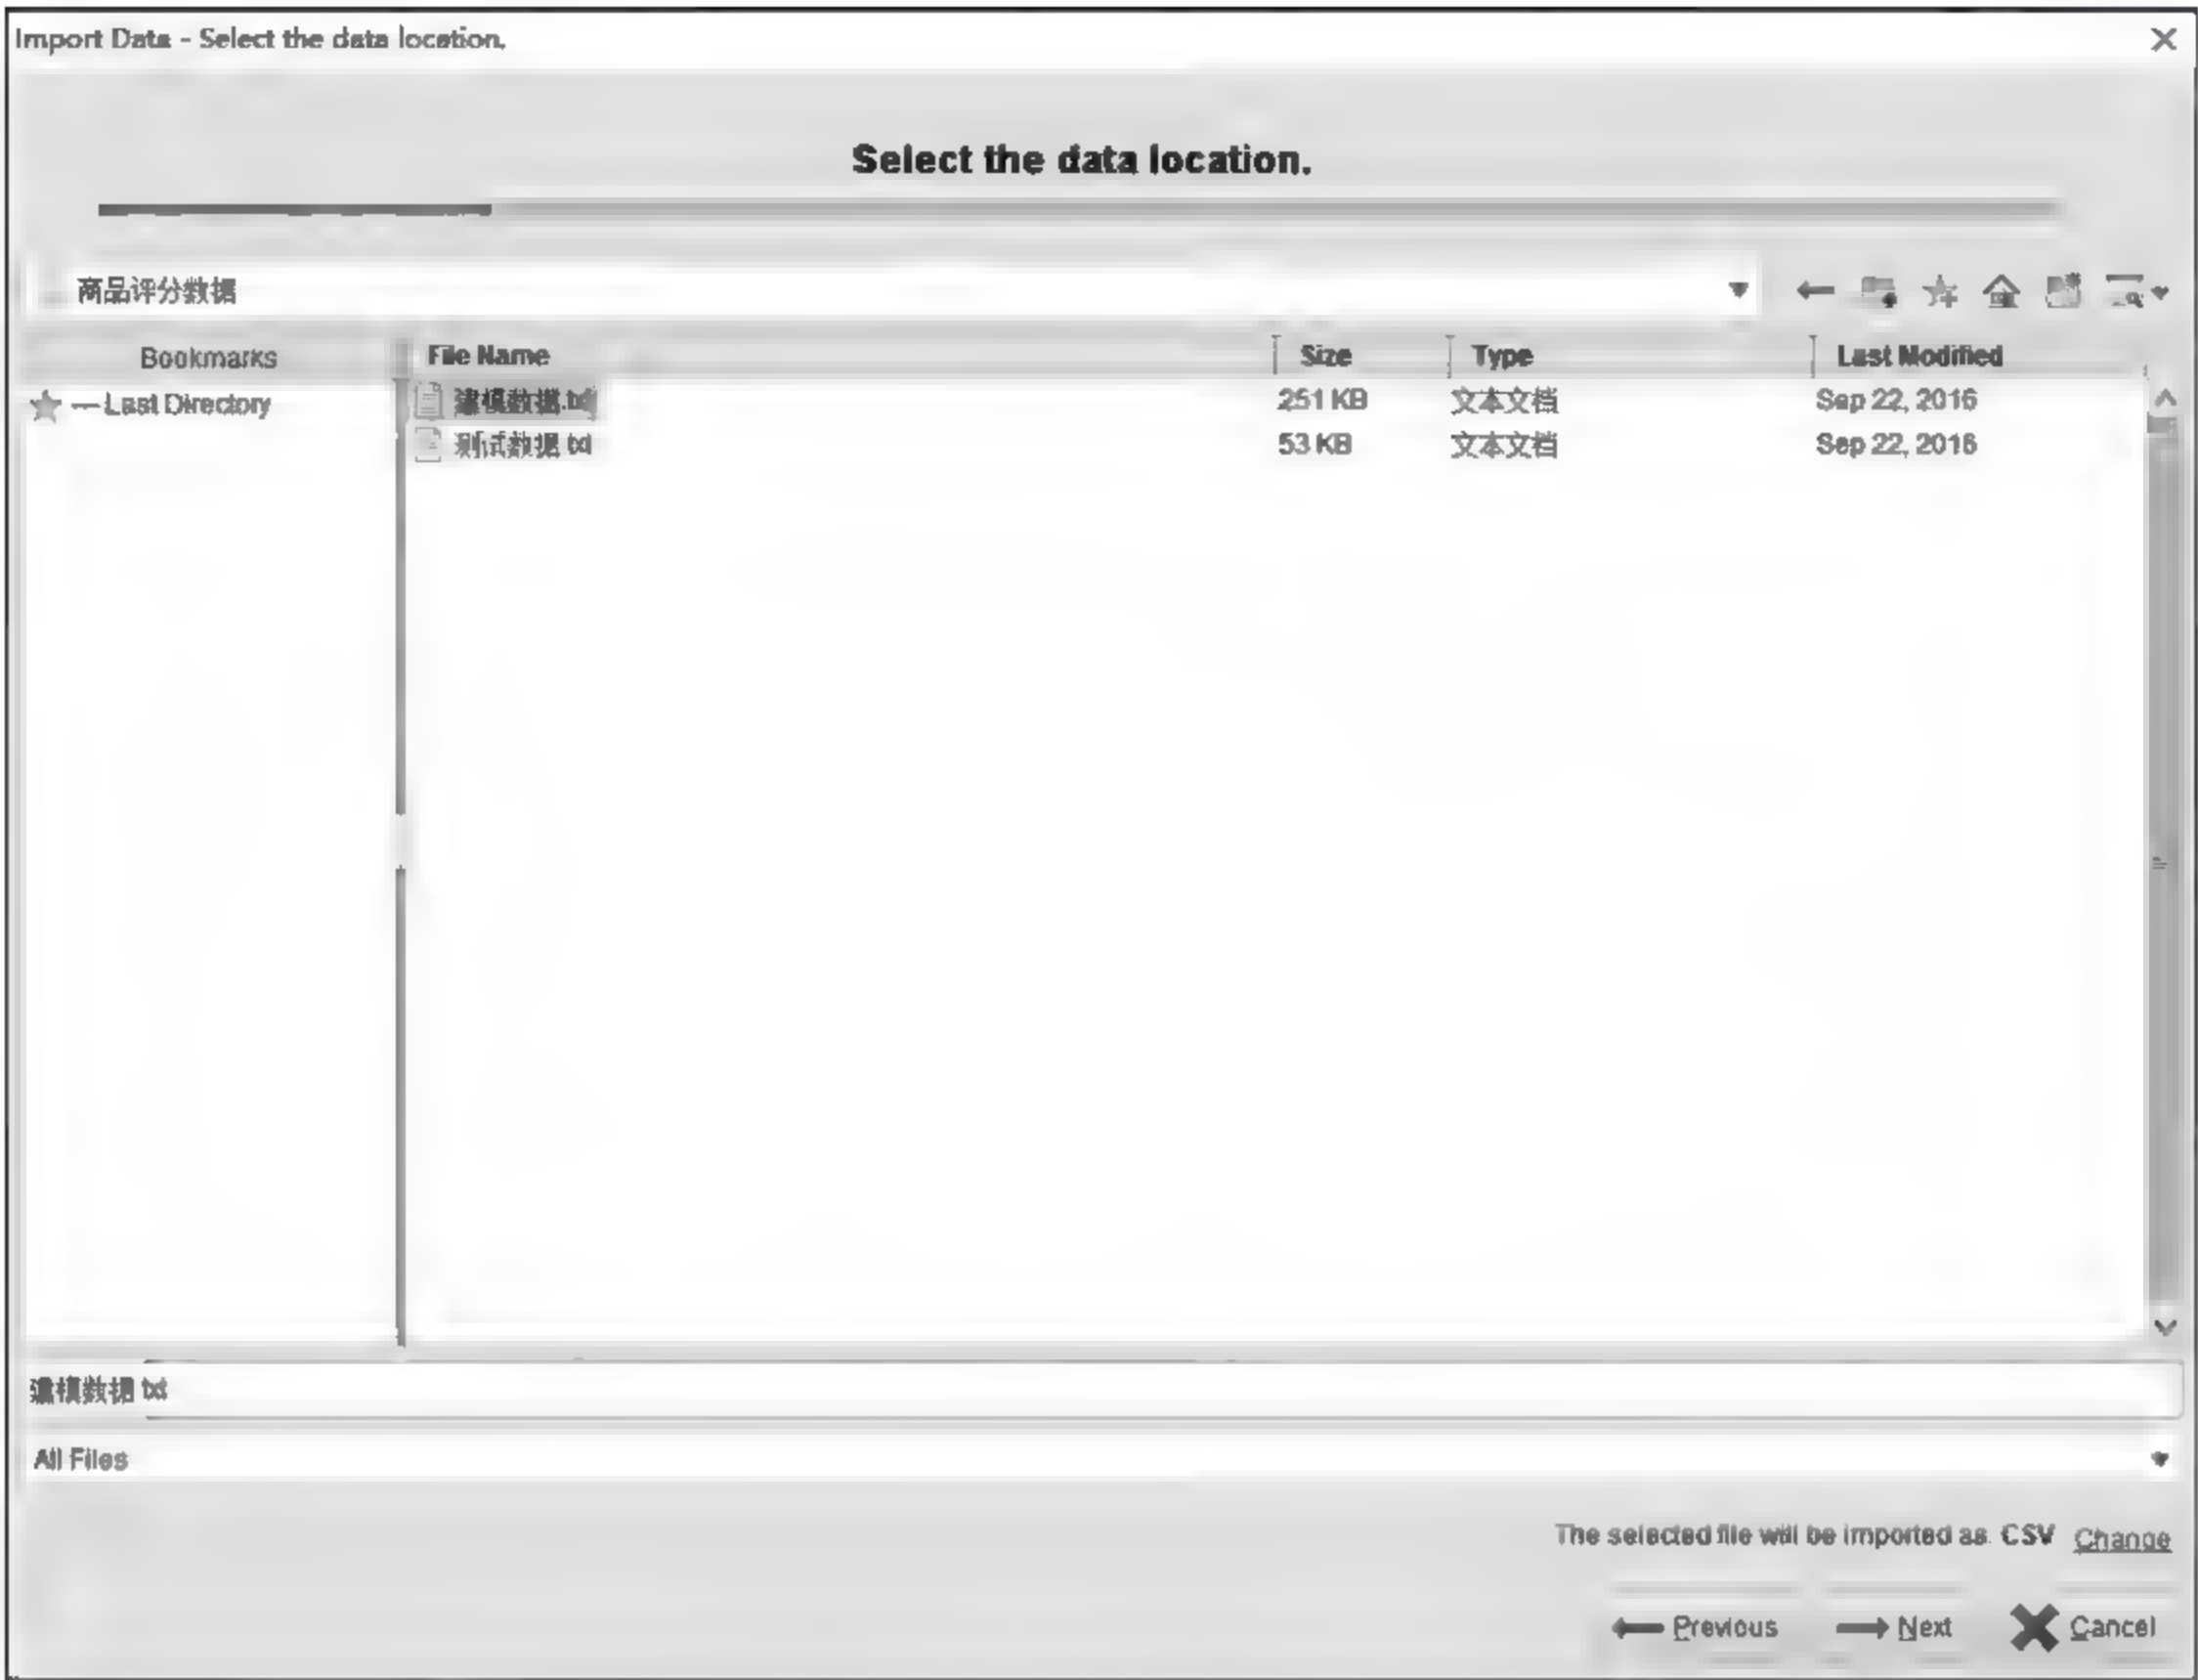 Import Data - Select the data location.
Select the data location.
商品评分数据
Bookmarks File Name Size Type Last Modified
— Last Directory 建模数据.txt 251 KB 文本文档 Sep 22, 2016
测试数据.txt 53 KB 文本文档 Sep 22, 2016
建模数据.txt
All Files
The selected file will be imported as: CSV Change
Previous Next Cancel